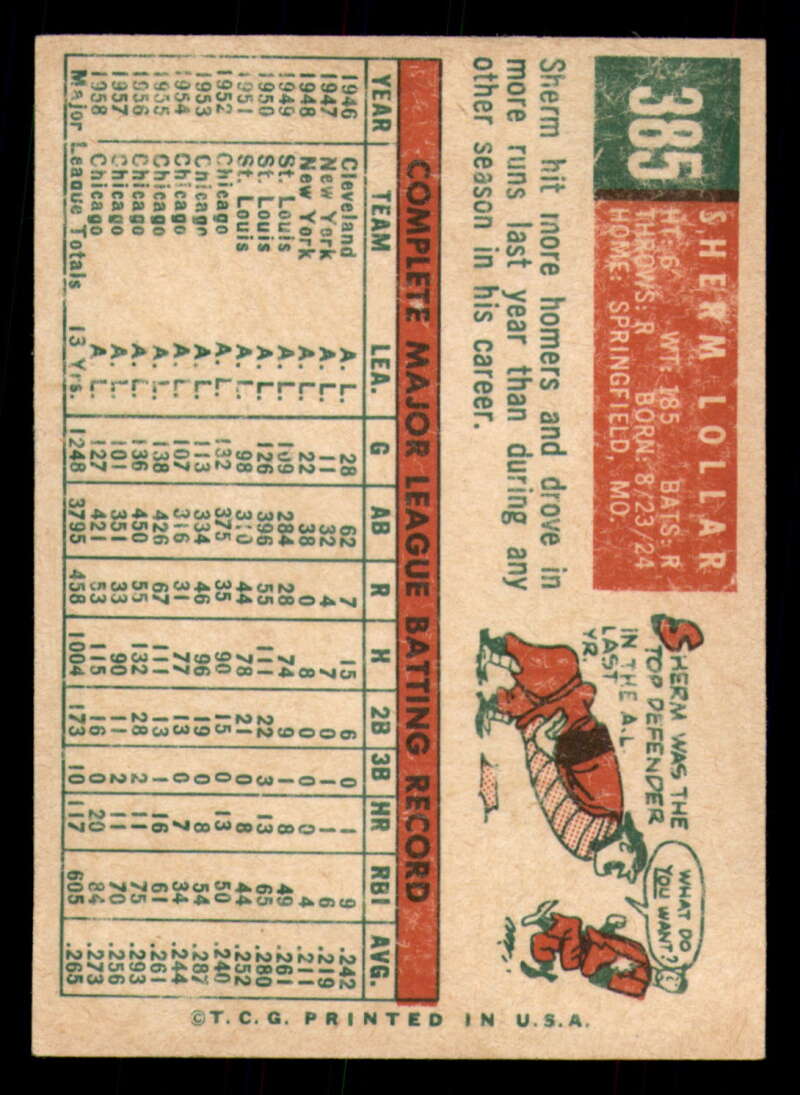 385
SHERM LOLLAR
HT: 6 WT: 185 BATS: R
THROWS: R BORN: 8/23/24
HOME: SPRINGFIELD, MO.
Sherm hit more homers and drove in
more runs last year than during any
other season in his career.
SHERM WAS THE
TOP DEFENDER
IN THE A.L.
LAST
YR.
WHAT DO
YOU WANT?
COMPLETE MAJOR LEAGUE BATTING RECORD
YEAR TEAM LEA. G AB R H 2B 3B HR RBI AVG.
1946 Cleveland A. L. 28 62 7 15 6 0 1 9 .242
1947 New York A. L. 11 32 4 7 0 1 1 6 .219
1948 New York A. L. 22 38 0 8 0 0 0 4 .211
1949 St. Louis A. L. 109 284 28 74 9 1 8 49 .261
1950 St. Louis A. L. 126 396 55 111 22 3 13 65 .280
1951 St. Louis A. L. 98 310 44 78 21 0 8 44 .252
1952 Chicago A. L. 132 375 35 90 15 0 13 50 .240
1953 Chicago A. L. 113 334 46 96 19 0 8 54 .287
1954 Chicago A. L. 107 316 31 77 13 0 7 34 .244
1955 Chicago A. L. 138 426 67 111 13 1 16 61 .261
1956 Chicago A. L. 136 450 55 132 28 2 11 75 .293
1957 Chicago A. L. 101 351 33 90 11 2 11 70 .256
1958 Chicago A. L. 127 421 53 115 16 0 20 84 .273
Major League Totals 13 Yrs. 1248 3795 458 1004 173 10 117 605 .265
©T.C.G. PRINTED IN U.S.A.